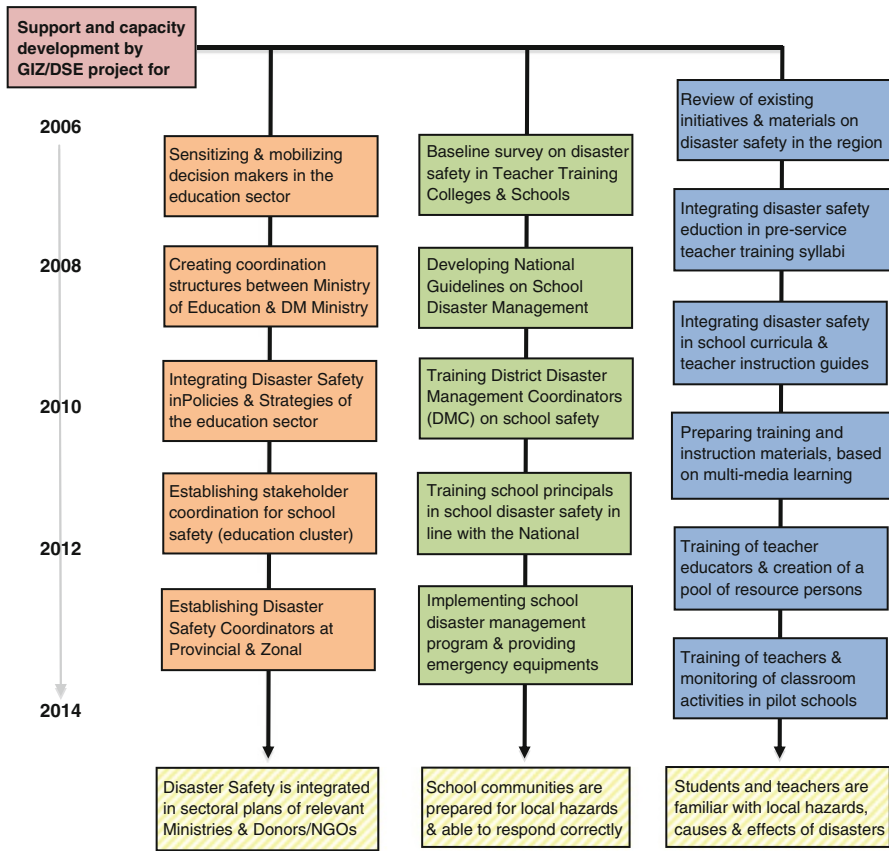 Support and capacity
development by
GIZ/DSE project for
2006
2008
2010
2012
2014
Sensitizing & mobilizing
decision makers in the
education sector
Creating coordination
structures between Ministry
of Education & DM Ministry
Integrating Disaster Safety
inPolicies & Strategies of
the education sector
Establishing stakeholder
coordination for school
safety (education cluster)
Establishing Disaster
Safety Coordinators at
Provincial & Zonal
Disaster Safety is integrated
in sectoral plans of relevant
Ministries & Donors/NGOs
Baseline survey on disaster
safety in Teacher Training
Colleges & Schools
Developing National
Guidelines on School
Disaster Management
Training District Disaster
Management Coordinators
(DMC) on school safety
Training school principals
in school disaster safety in
line with the National
Implementing school
disaster management
program & providing
emergency equipments
School communities are
prepared for local hazards
& able to respond correctly
Review of existing
initiatives & materials on
disaster safety in the region
Integrating disaster safety
eduction in pre-service
teacher training syllabi
Integrating disaster safety
in school curricula &
teacher instruction guides
Preparing training and
instruction materials, based
on multi-media learning
Training of teacher
educators & creation of a
pool of resource persons
Training of teachers &
monitoring of classroom
activities in pilot schools
Students and teachers are
familiar with local hazards,
causes & effects of disasters